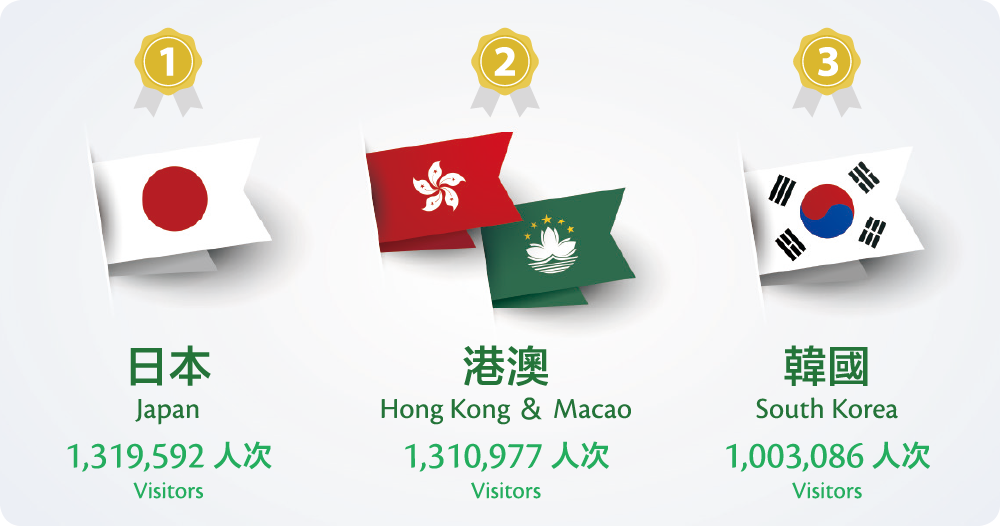 1
日本
Japan
1,319,592 人次
Visitors
2
港澳
Hong Kong & Macao
1,310,977 人次
Visitors
3
韓國
South Korea
1,003,086 人次
Visitors